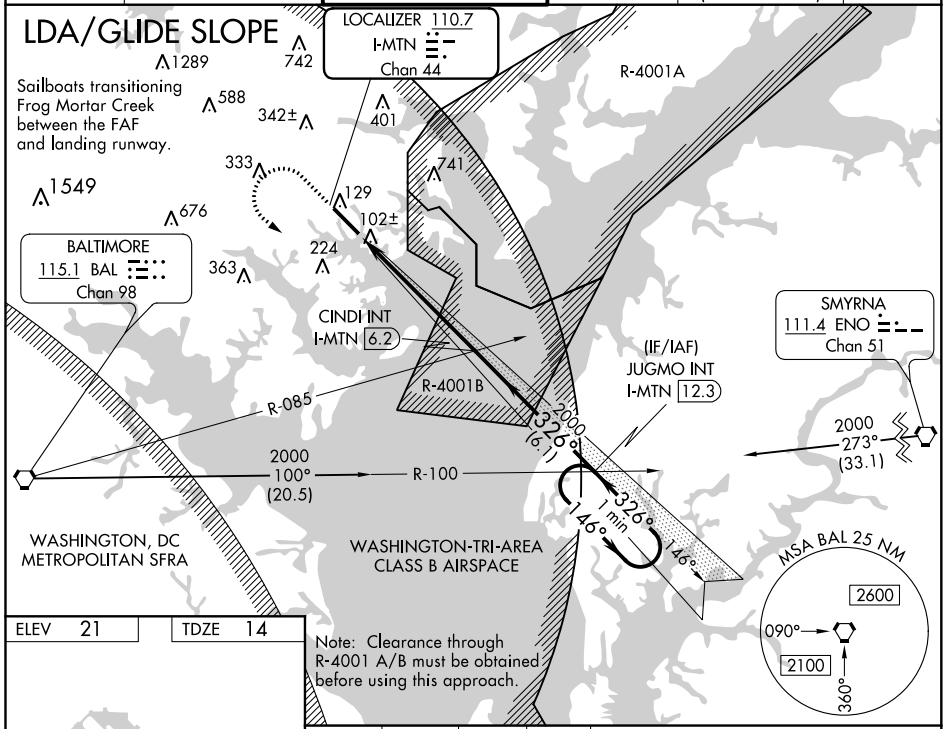 LDA/GLIDE SLOPE
LOCALIZER 110.7
I-MTN
Chan 44
Sailboats transitioning
Frog Mortar Creek
between the FAF
and landing runway.
1289
742
588
342±
401
R-4001A
333
741
1549
129
676
102±
224
363
BALTIMORE
115.1 BAL
Chan 98
CINDI INT
I-MTN 6.2
SMYRNA
111.4 ENO
Chan 51
(IF/IAF)
JUGMO INT
I-MTN 12.3
R-4001B
R-085
2000
326°
(6.1)
2000
273°
(33.1)
2000
100°
(20.5)
R-100
326°
1 min
146°
146°
WASHINGTON, DC
METROPOLITAN SFRA
WASHINGTON-TRI-AREA
CLASS B AIRSPACE
MSA BAL 25 NM
2600
090°
2100
360°
ELEV 21
TDZE 14
Note: Clearance through
R-4001 A/B must be obtained
before using this approach.